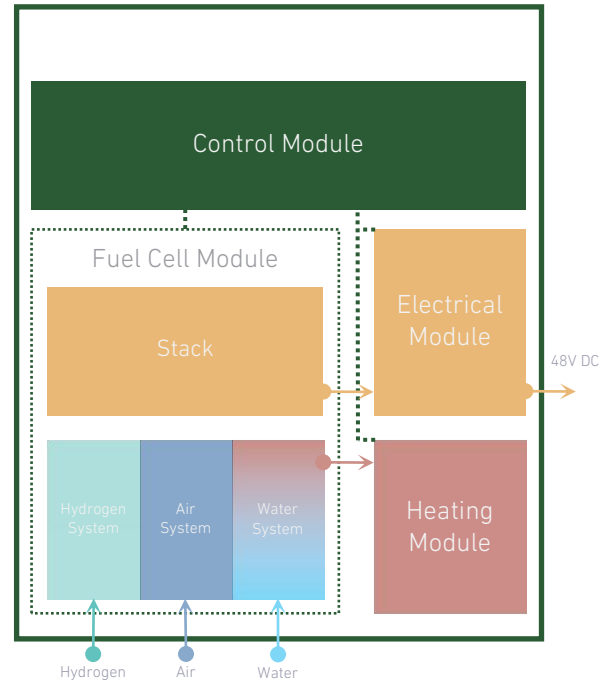 Control Module
Fuel Cell Module
Stack
Electrical
Module
48V DC
Hydrogen
System
Air
System
Water
System
Heating
Module
Hydrogen
Air
Water